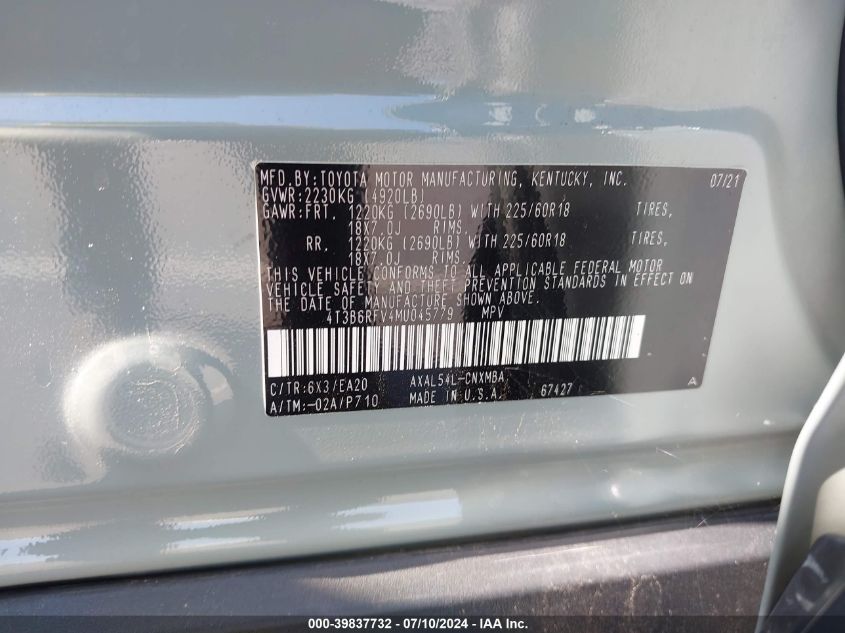 MFD.BY:TOYOTA MOTOR MANUFACTURING, KENTUCKY, INC. 07/21
GVWR:2230KG (4920LB)
GAWR:FRT. 1220KG (2690LB) WITH 225/60R18 TIRES,
18X7.0J RIMS.
RR. 1220KG (2690LB) WITH 225/60R18 TIRES,
18X7.0J RIMS.
THIS VEHICLE CONFORMS TO ALL APPLICABLE FEDERAL MOTOR
VEHICLE SAFETY AND THEFT PREVENTION STANDARDS IN EFFECT ON
THE DATE OF MANUFACTURE SHOWN ABOVE.
4T3B6RFV4MU045779 MPV
C/TR:6X3/EA20 AXAL54L-CNXMBA
A/TM:-02A/P710 MADE IN U.S.A. 67427 A
000-39837732 - 07/10/2024 - IAA Inc.